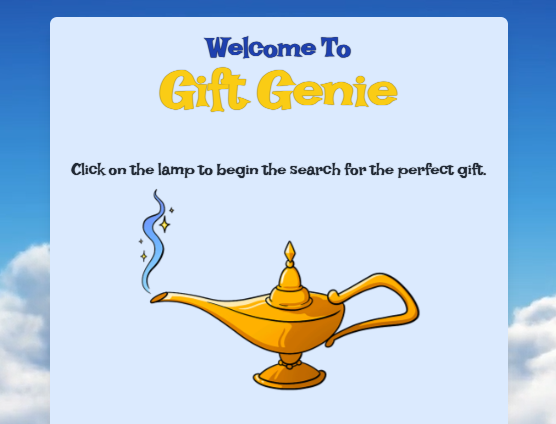 Welcome To
Gift Genie
Click on the lamp to begin the search for the perfect gift.